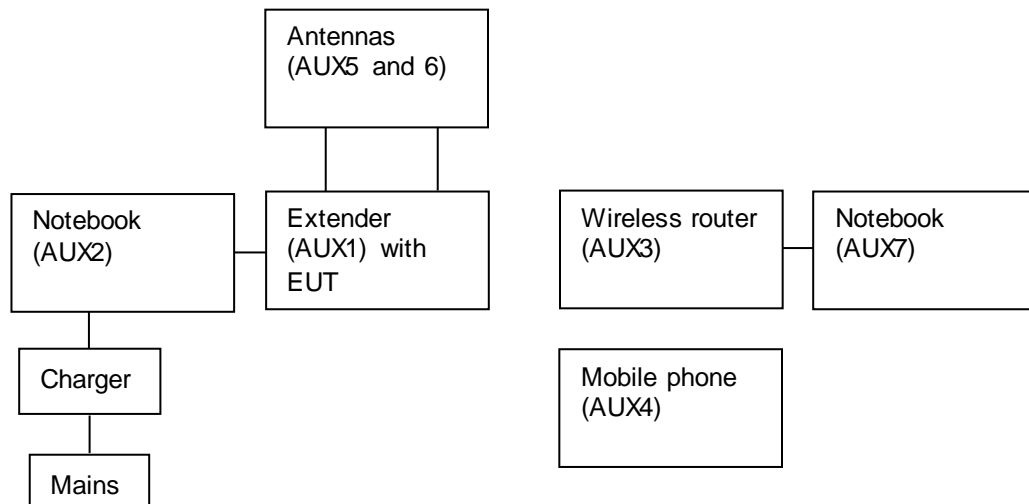 Antennas
(AUX5 and 6)
Notebook
(AUX2)
Extender
(AUX1) with
EUT
Wireless router
(AUX3)
Notebook
(AUX7)
Charger
Mobile phone
(AUX4)
Mains